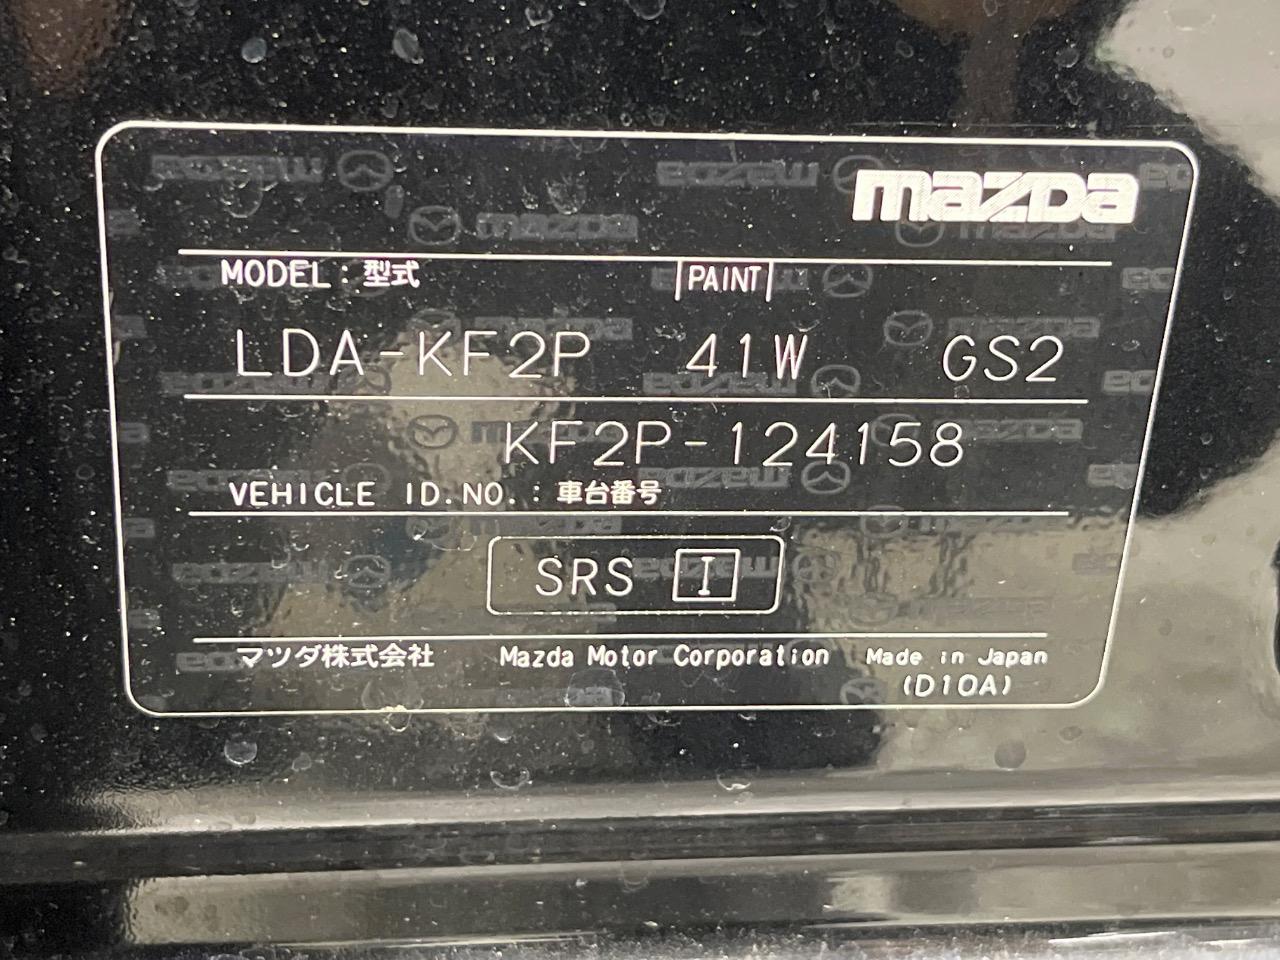 mazda
MODEL : 型式 PAINT
LDA-KF2P 41W GS2
KF2P-124158
VEHICLE ID.NO. : 車台番号
SRS I
マツダ株式会社 Mazda Motor Corporation Made in Japan
(D10A)